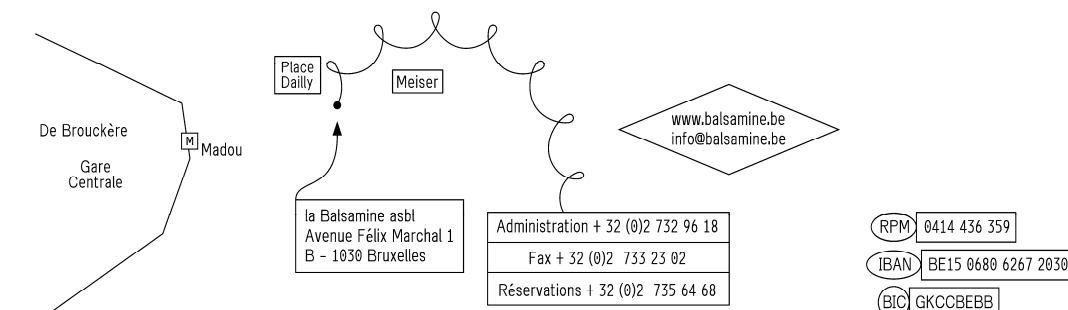 De Brouckère
Gare
Centrale
M
Madou
Place
Dailly
Meiser
la Balsamine asbl
Avenue Félix Marchal 1
B - 1030 Bruxelles
Administration + 32 (0)2 732 96 18
Fax + 32 (0)2 733 23 02
Réservations + 32 (0)2 735 64 68
www.balsamine.be
info@balsamine.be
RPM 0414 436 359
IBAN BE15 0680 6267 2030
BIC GKCCBEBB